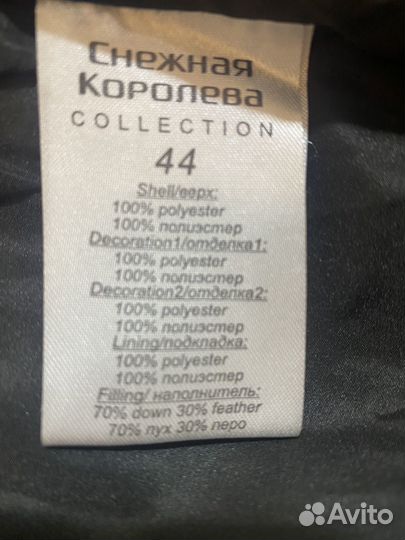 Снежная
Королева
COLLECTION
44
Shell/верх:
100% polyester
100% полиэстер
Decoration1/отделка1:
100% polyester
100% полиэстер
Decoration2/отделка2:
100% polyester
100% полиэстер
Lining/подкладка:
100% polyester
100% полиэстер
Filling/ наполнитель:
70% down 30% feather
70% пух 30% перо
Avito